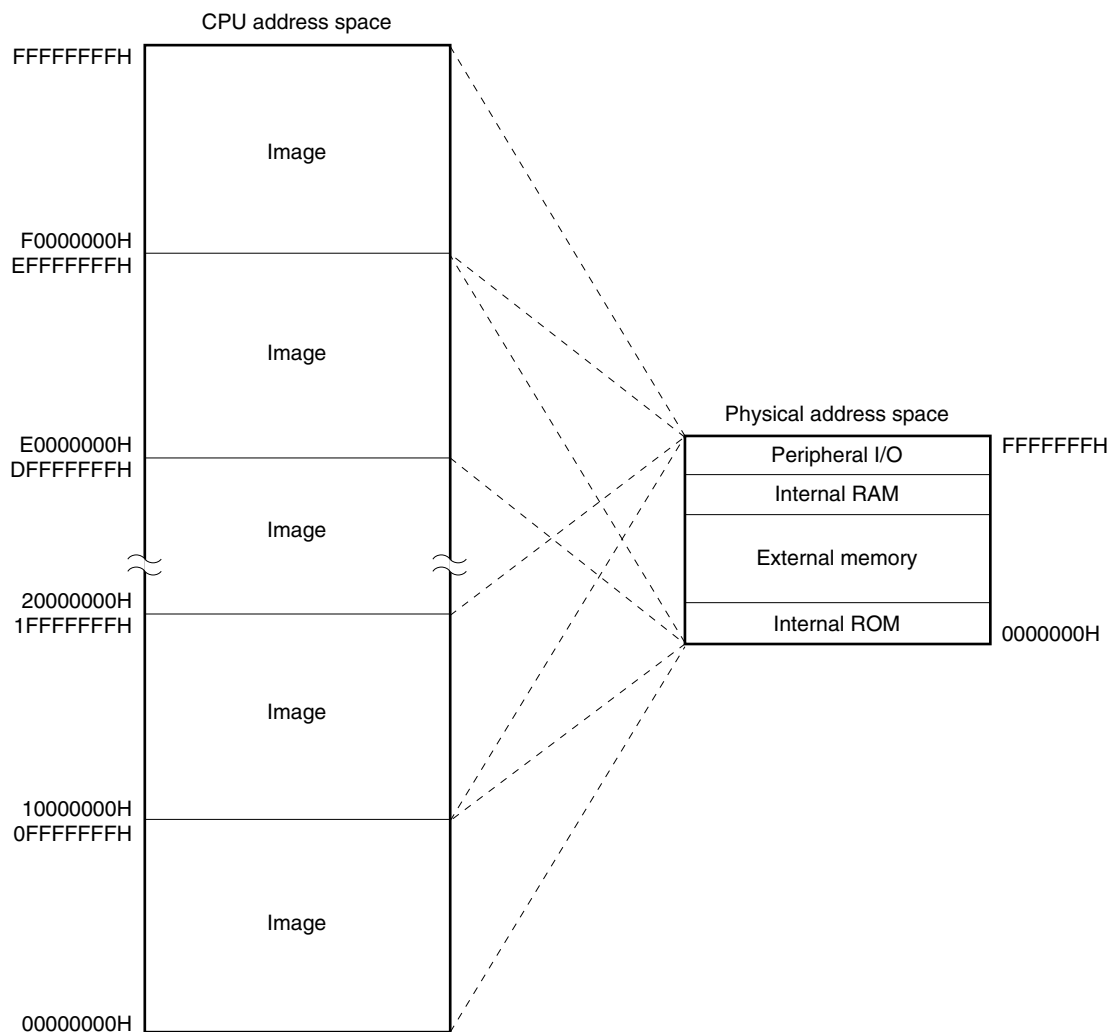 CPU address space
FFFFFFFFH
Image
F0000000H
EFFFFFFFH
Image
E0000000H
DFFFFFFFH
Image
20000000H
1FFFFFFFH
Image
10000000H
0FFFFFFFH
Image
00000000H
Physical address space
Peripheral I/O
FFFFFFFH
Internal RAM
External memory
Internal ROM
0000000H